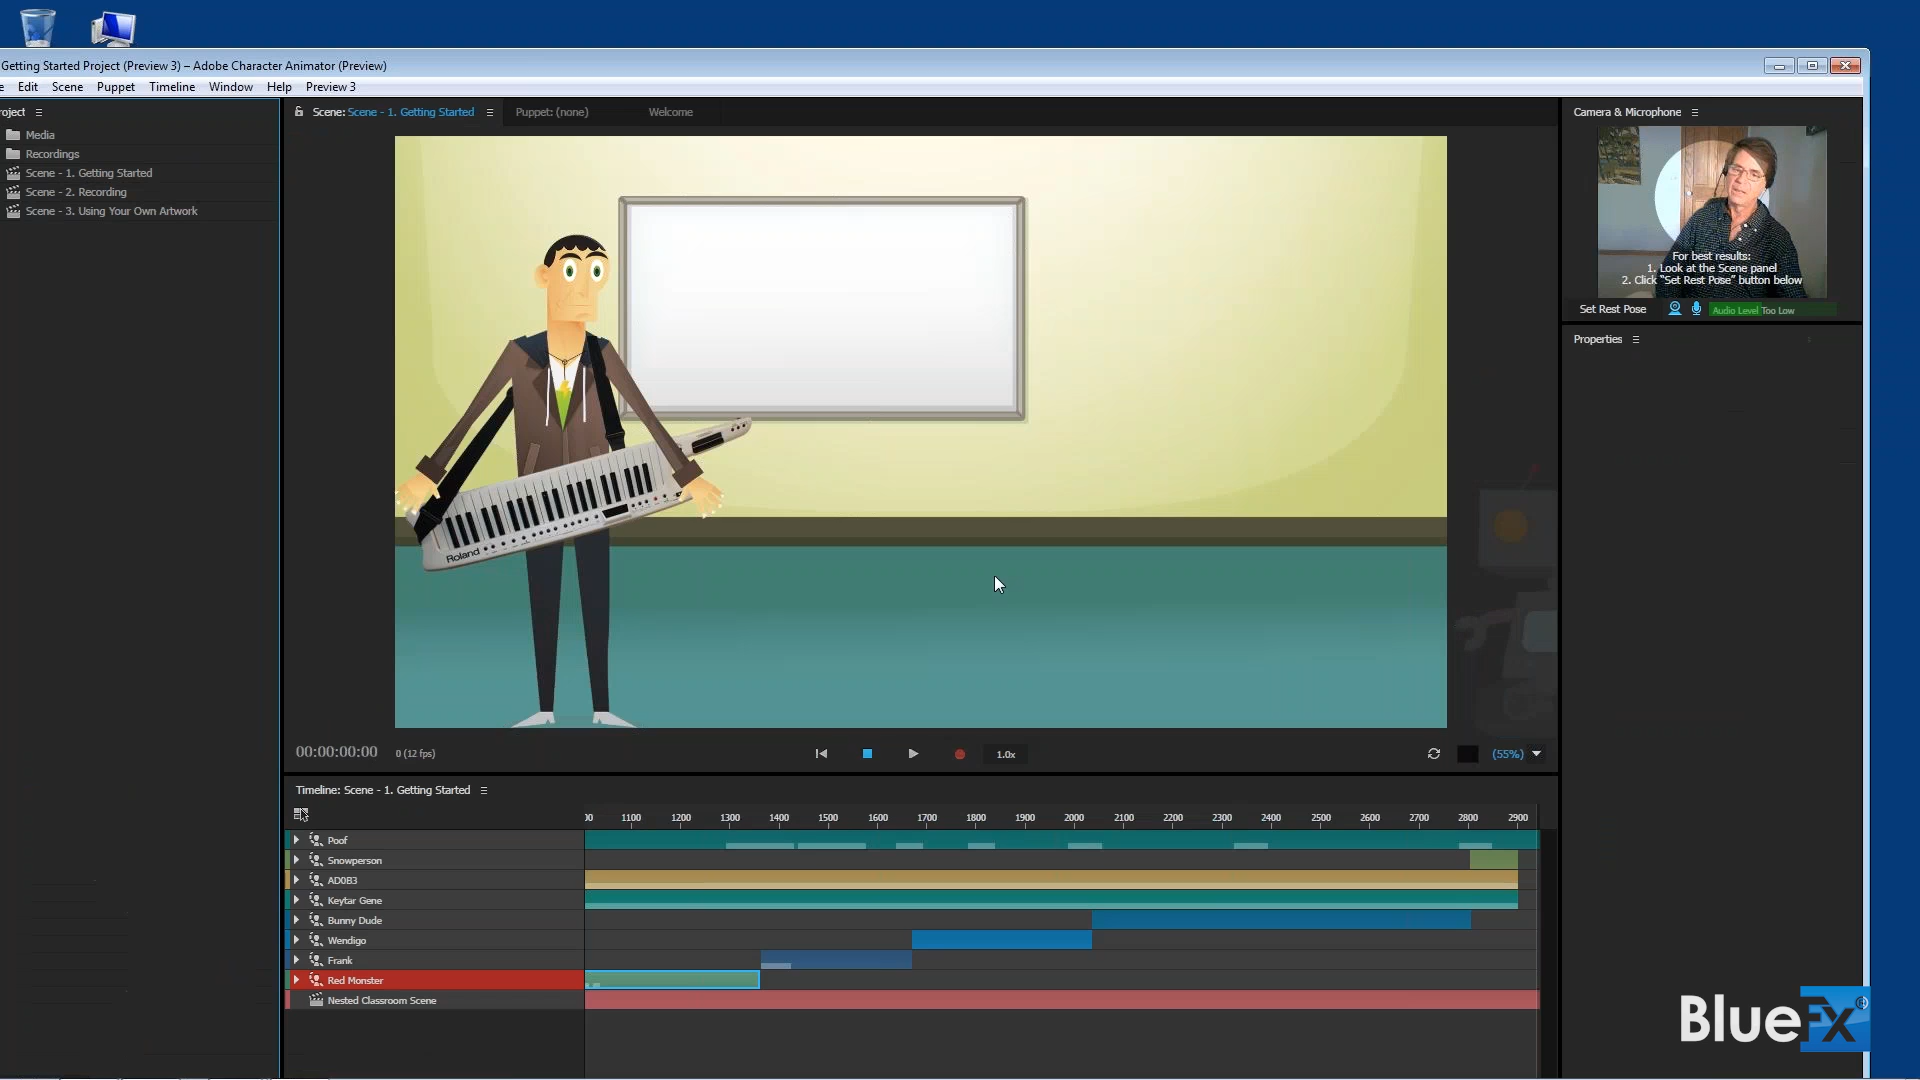 Getting Started Project (Preview 3) – Adobe Character Animator (Preview)
e Edit Scene Puppet Timeline Window Help Preview 3
roject
Media
Recordings
Scene - 1. Getting Started
Scene - 2. Recording
Scene - 3. Using Your Own Artwork
Scene: Scene - 1. Getting Started Puppet: (none) Welcome
Roland
00:00:00:00 0 (12 fps) 1.0x (55%)
Camera & Microphone
For best results:
1. Look at the Scene panel
2. Click "Set Rest Pose" button below
Set Rest Pose Audio Level Too Low
Properties
Timeline: Scene - 1. Getting Started
00 1100 1200 1300 1400 1500 1600 1700 1800 1900 2000 2100 2200 2300 2400 2500 2600 2700 2800 2900
Poof
Snowperson
AD0B3
Keytar Gene
Bunny Dude
Wendigo
Frank
Red Monster
Nested Classroom Scene
BlueFx®